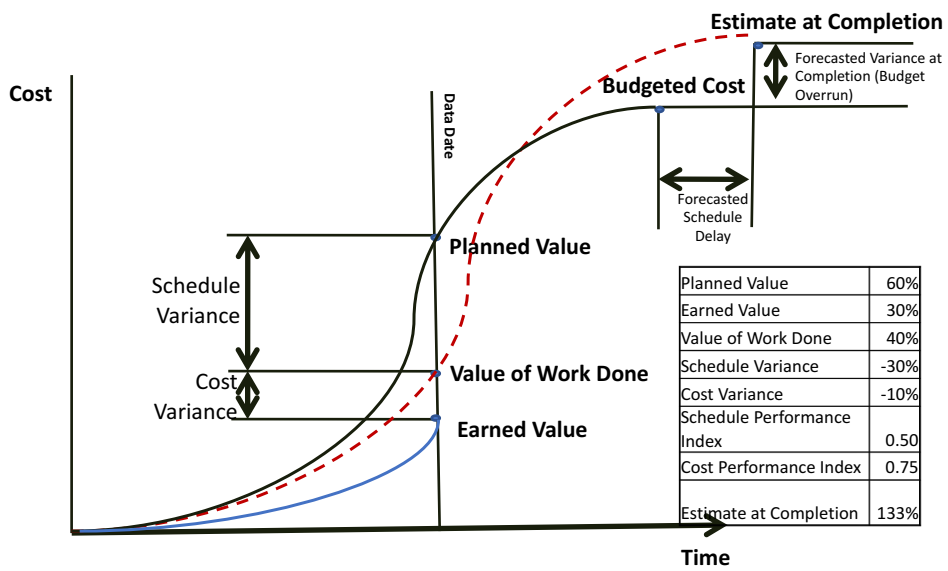 Estimate at Completion
Cost
Data Date
Budgeted Cost
Forecasted Variance at
Completion (Budget
Overrun)
Forecasted
Schedule
Delay
Planned Value
Schedule
Variance
Value of Work Done
Cost
Variance
Earned Value
Time
Planned Value 60%
Earned Value 30%
Value of Work Done 40%
Schedule Variance -30%
Cost Variance -10%
Schedule Performance
Index 0.50
Cost Performance Index 0.75
Estimate at Completion 133%